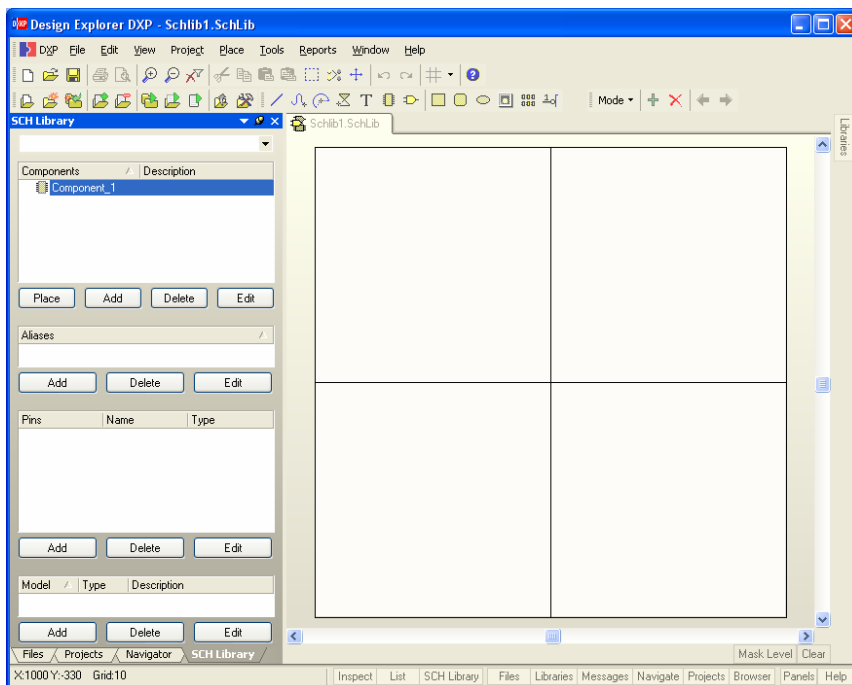 DXP Design Explorer DXP - Schlib1.SchLib
DXP File Edit View Project Place Tools Reports Window Help
Mode
SCH Library
Schlib1.SchLib
Libraries
Components Description
Component_1
Place Add Delete Edit
Aliases
Add Delete Edit
Pins Name Type
Add Delete Edit
Model Type Description
Add Delete Edit
Files Projects Navigator SCH Library
Mask Level Clear
X:1000 Y:-330 Grid:10 Inspect List SCH Library Files Libraries Messages Navigate Projects Browser Panels Help